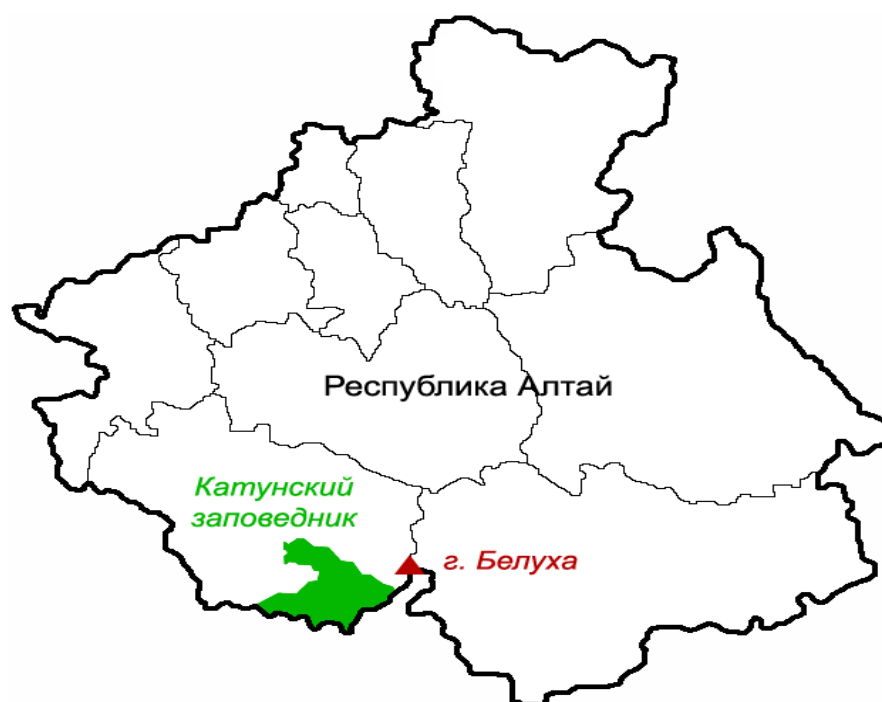 Республика Алтай
Катунский
заповедник
г. Белуха